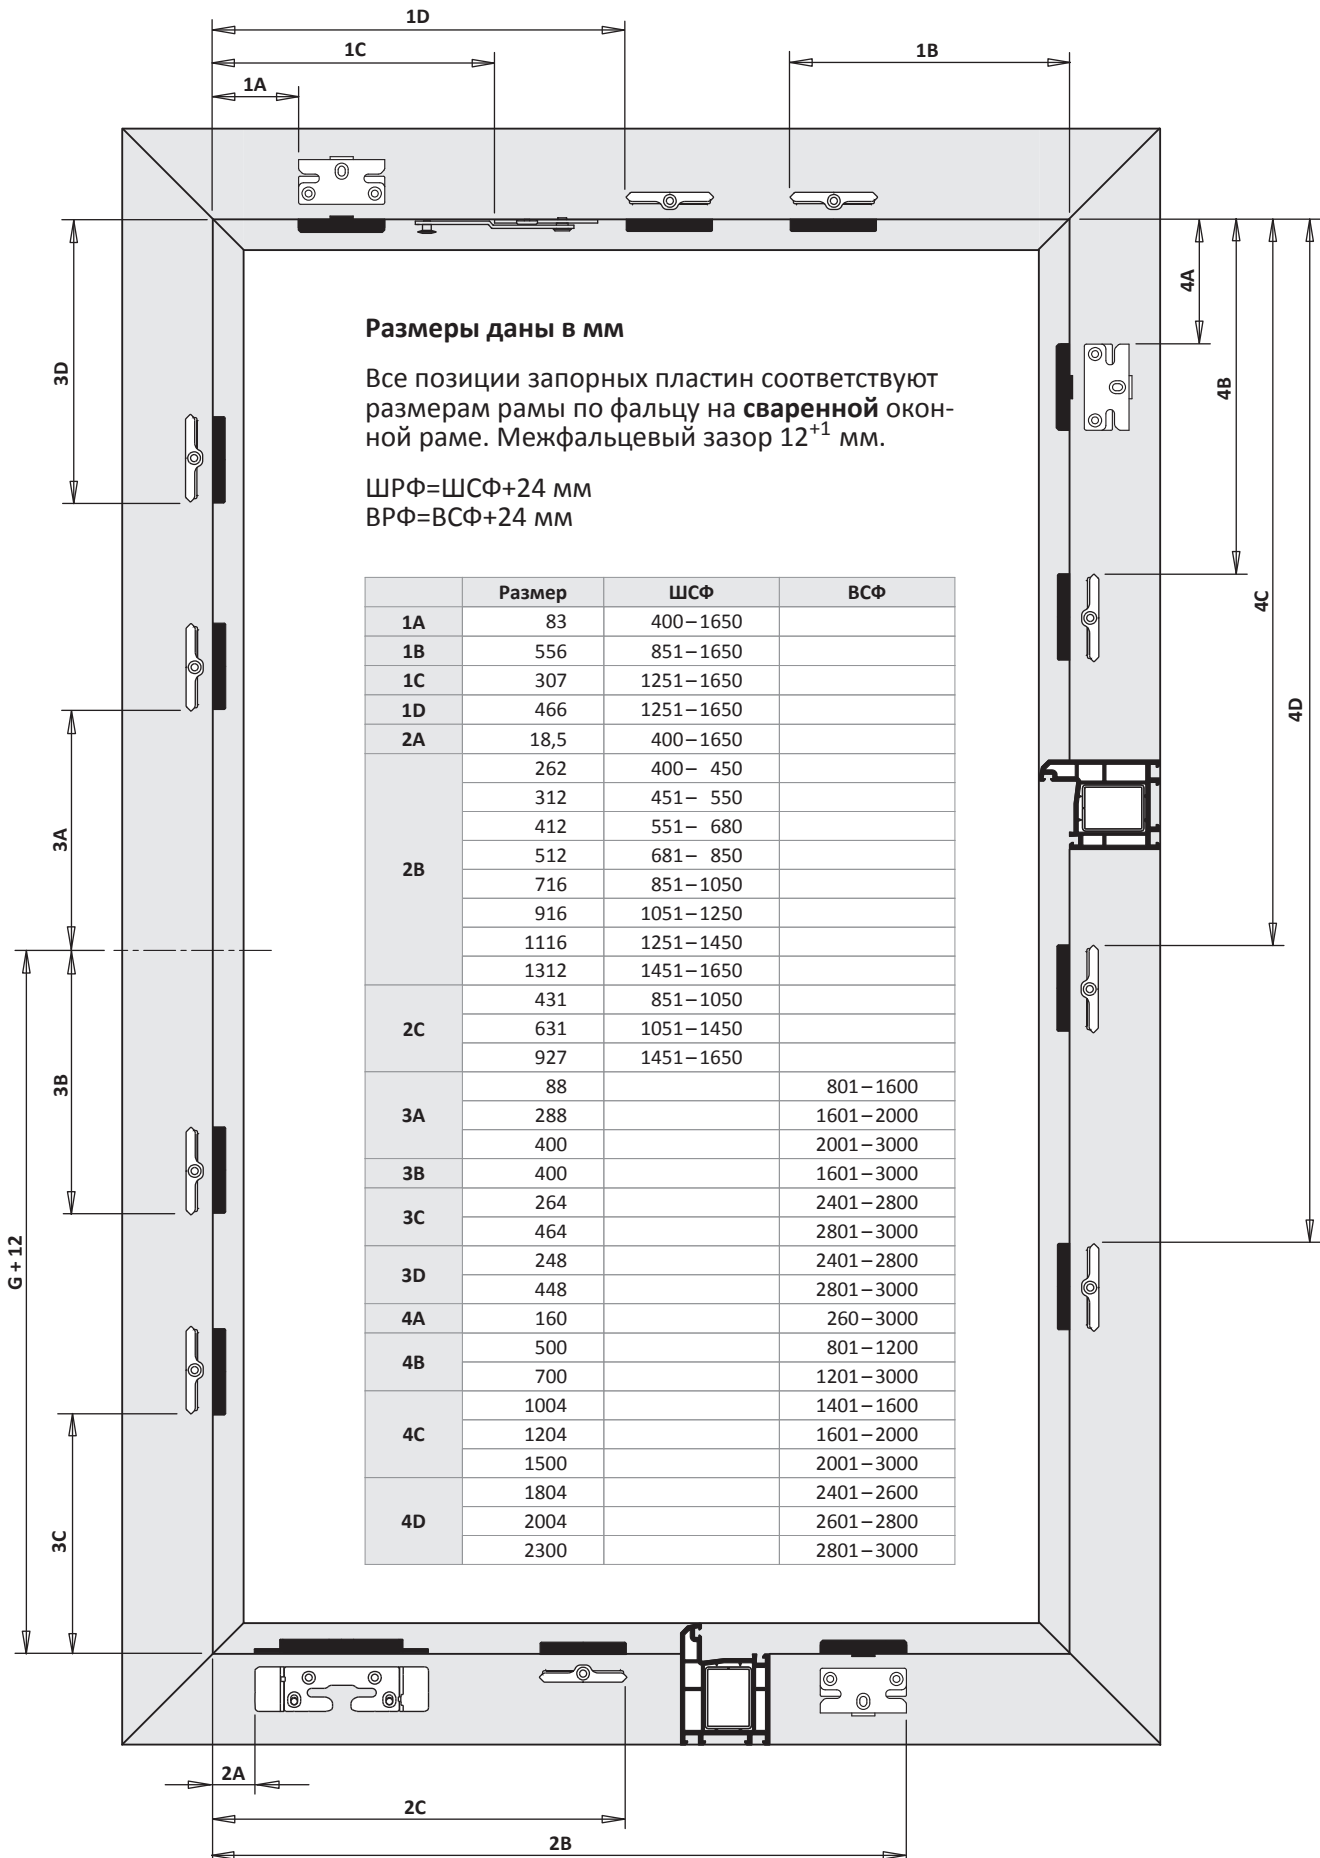 1D
1C
1B
1A
3D
4A
4B
4C
4D
Размеры даны в мм
Все позиции запорных пластин соответствуют
размерам рамы по фальцу на сваренной окон-
ной раме. Межфальцевый зазор 12+1 мм.
ШРФ=ШСФ+24 мм
ВРФ=ВСФ+24 мм
Размер ШСФ ВСФ
1A 83 400–1650
1B 556 851–1650
1C 307 1251–1650
1D 466 1251–1650
2A 18,5 400–1650
2B 262 400– 450
312 451– 550
412 551– 680
512 681– 850
716 851–1050
916 1051–1250
1116 1251–1450
1312 1451–1650
2C 431 851–1050
631 1051–1450
927 1451–1650
3A 88 801–1600
288 1601–2000
400 2001–3000
3B 400 1601–3000
3C 264 2401–2800
464 2801–3000
3D 248 2401–2800
448 2801–3000
4A 160 260–3000
4B 500 801–1200
700 1201–3000
4C 1004 1401–1600
1204 1601–2000
1500 2001–3000
4D 1804 2401–2600
2004 2601–2800
2300 2801–3000
3A
3B
G + 12
3C
2A
2C
2B